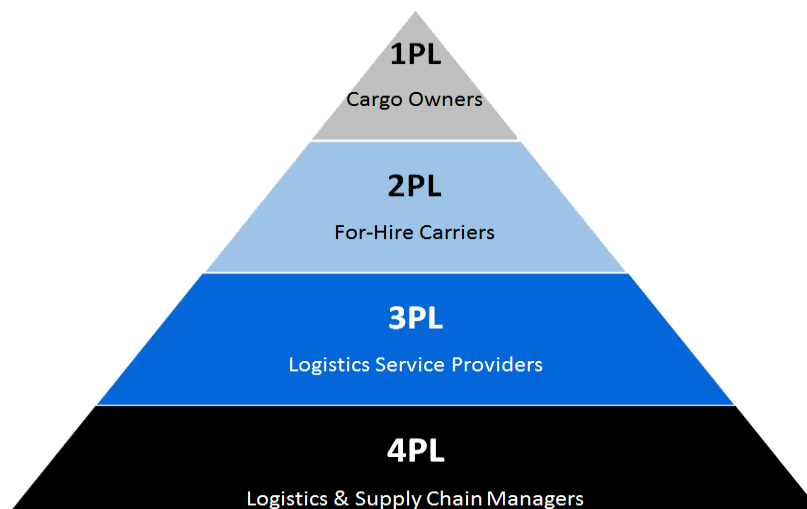 1PL
Cargo Owners
2PL
For-Hire Carriers
3PL
Logistics Service Providers
4PL
Logistics & Supply Chain Managers